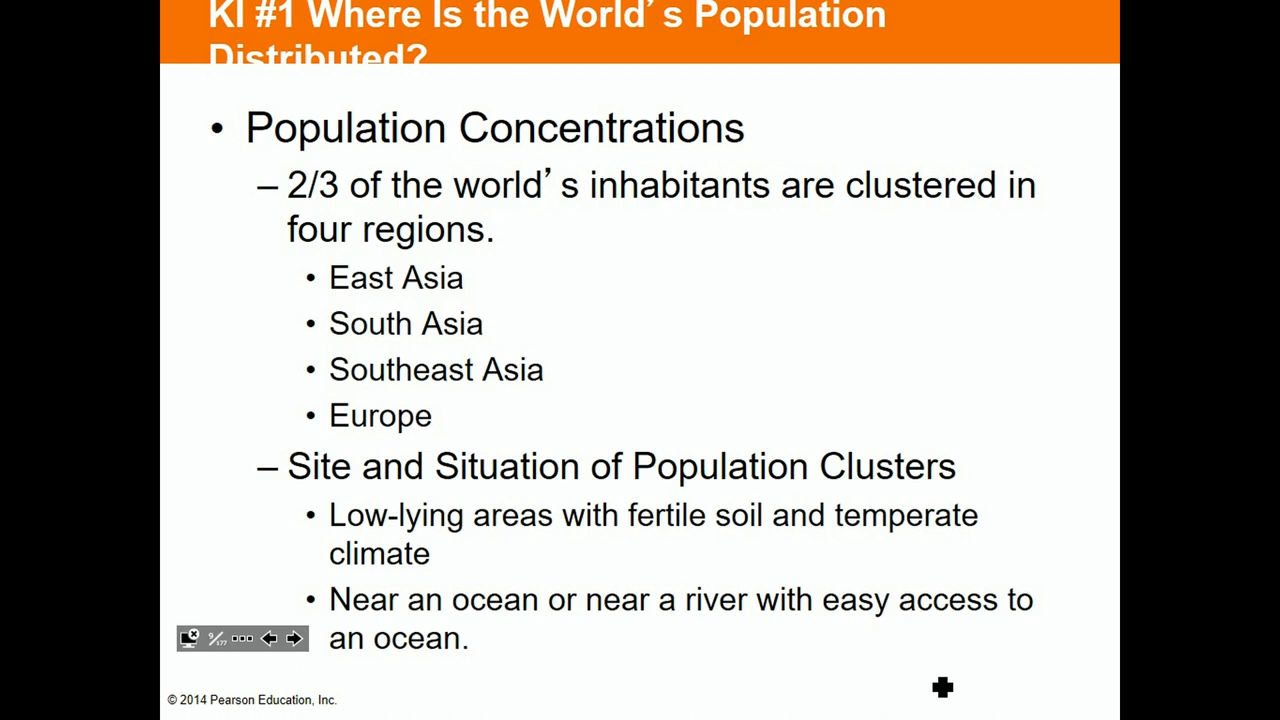 KI #1 Where Is the World's Population
Distributed?
• Population Concentrations
– 2/3 of the world's inhabitants are clustered in
four regions.
• East Asia
• South Asia
• Southeast Asia
• Europe
– Site and Situation of Population Clusters
• Low-lying areas with fertile soil and temperate
climate
• Near an ocean or near a river with easy access to
an ocean.
9/177
© 2014 Pearson Education, Inc.